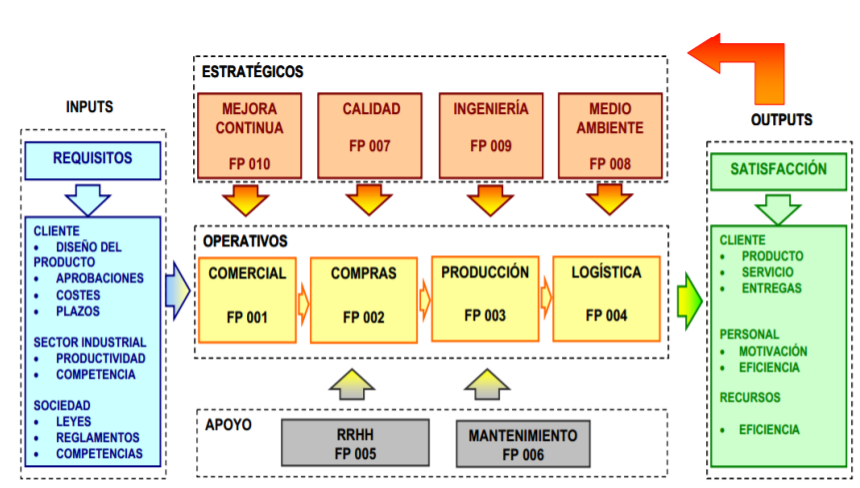 INPUTS
REQUISITOS
CLIENTE
• DISEÑO DEL
PRODUCTO
• APROBACIONES
• COSTES
• PLAZOS
SECTOR INDUSTRIAL
• PRODUCTIVIDAD
• COMPETENCIA
SOCIEDAD
• LEYES
• REGLAMENTOS
• COMPETENCIAS
ESTRATÉGICOS
MEJORA
CONTINUA
FP 010
CALIDAD
FP 007
INGENIERÍA
FP 009
MEDIO
AMBIENTE
FP 008
OPERATIVOS
COMERCIAL
FP 001
COMPRAS
FP 002
PRODUCCIÓN
FP 003
LOGÍSTICA
FP 004
APOYO
RRHH
FP 005
MANTENIMIENTO
FP 006
OUTPUTS
SATISFACCIÓN
CLIENTE
• PRODUCTO
• SERVICIO
• ENTREGAS
PERSONAL
• MOTIVACIÓN
• EFICIENCIA
RECURSOS
• EFICIENCIA